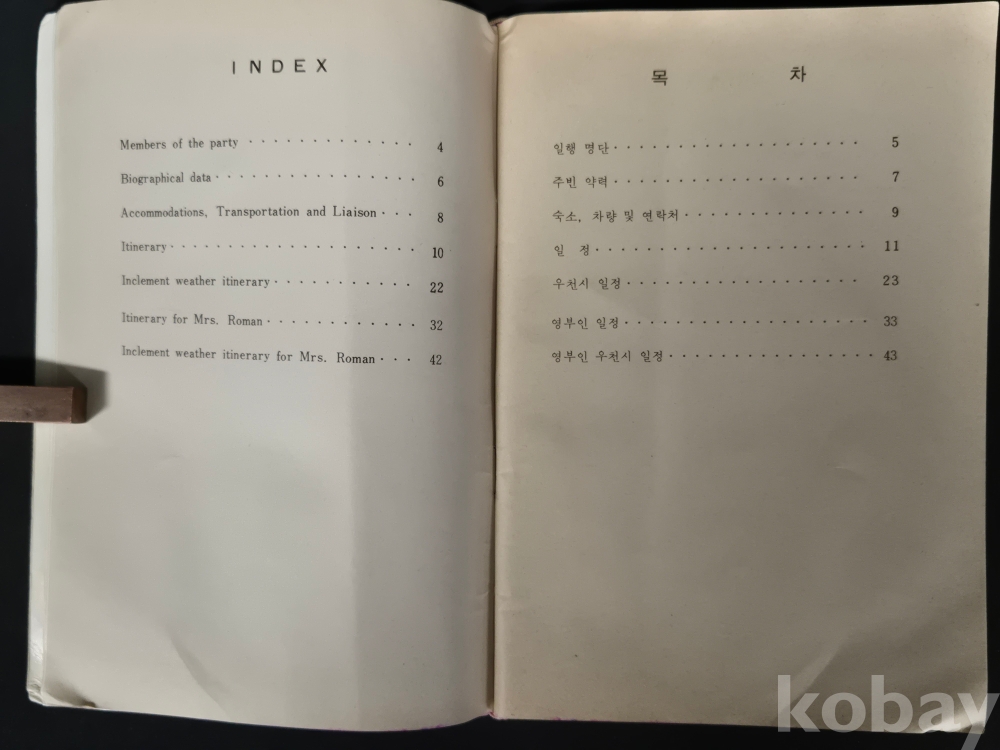 INDEX
Members of the party · · · · · · · · · · · · · 4
Biographical data · · · · · · · · · · · · · · · · 6
Accommodations, Transportation and Liaison · · · 8
Itinerary · · · · · · · · · · · · · · · · · · · 10
Inclement weather itinerary · · · · · · · · · · · 22
Itinerary for Mrs. Roman · · · · · · · · · · · · 32
Inclement weather itinerary for Mrs. Roman · · · 42
목 차
일행 명단 · · · · · · · · · · · · · · · · · · · · 5
주빈 약력 · · · · · · · · · · · · · · · · · · · · 7
숙소, 차량 및 연락처 · · · · · · · · · · · · · · · 9
일 정 · · · · · · · · · · · · · · · · · · · · · 11
우천시 일정 · · · · · · · · · · · · · · · · · · · 23
영부인 일정 · · · · · · · · · · · · · · · · · · · 33
영부인 우천시 일정 · · · · · · · · · · · · · · · · 43
kobay